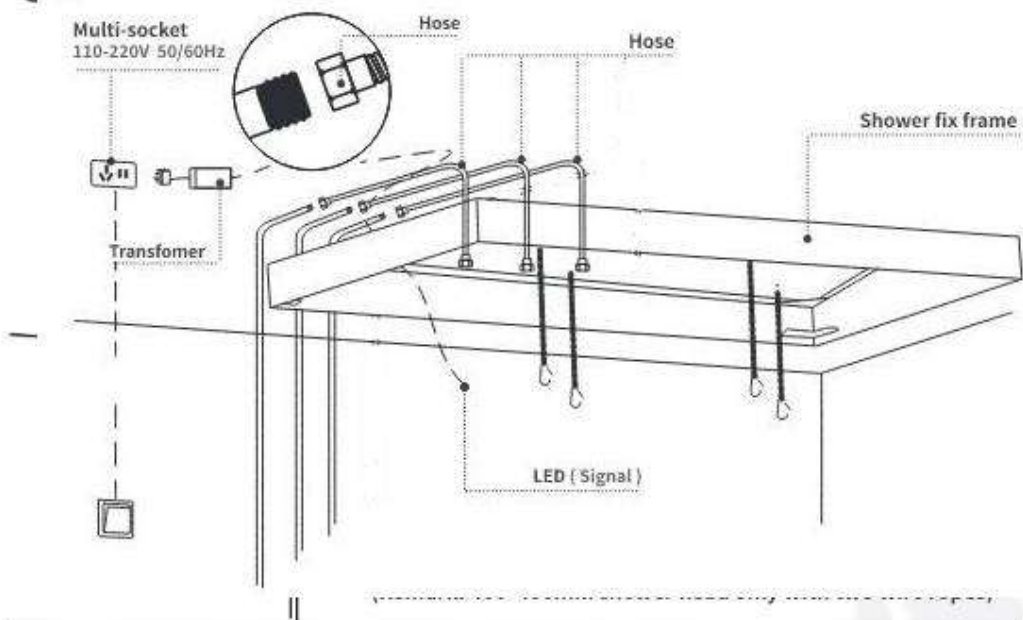 Multi-socket
110-220V 50/60Hz
Hose
Hose
Shower fix frame
Transfomer
LED ( Signal )